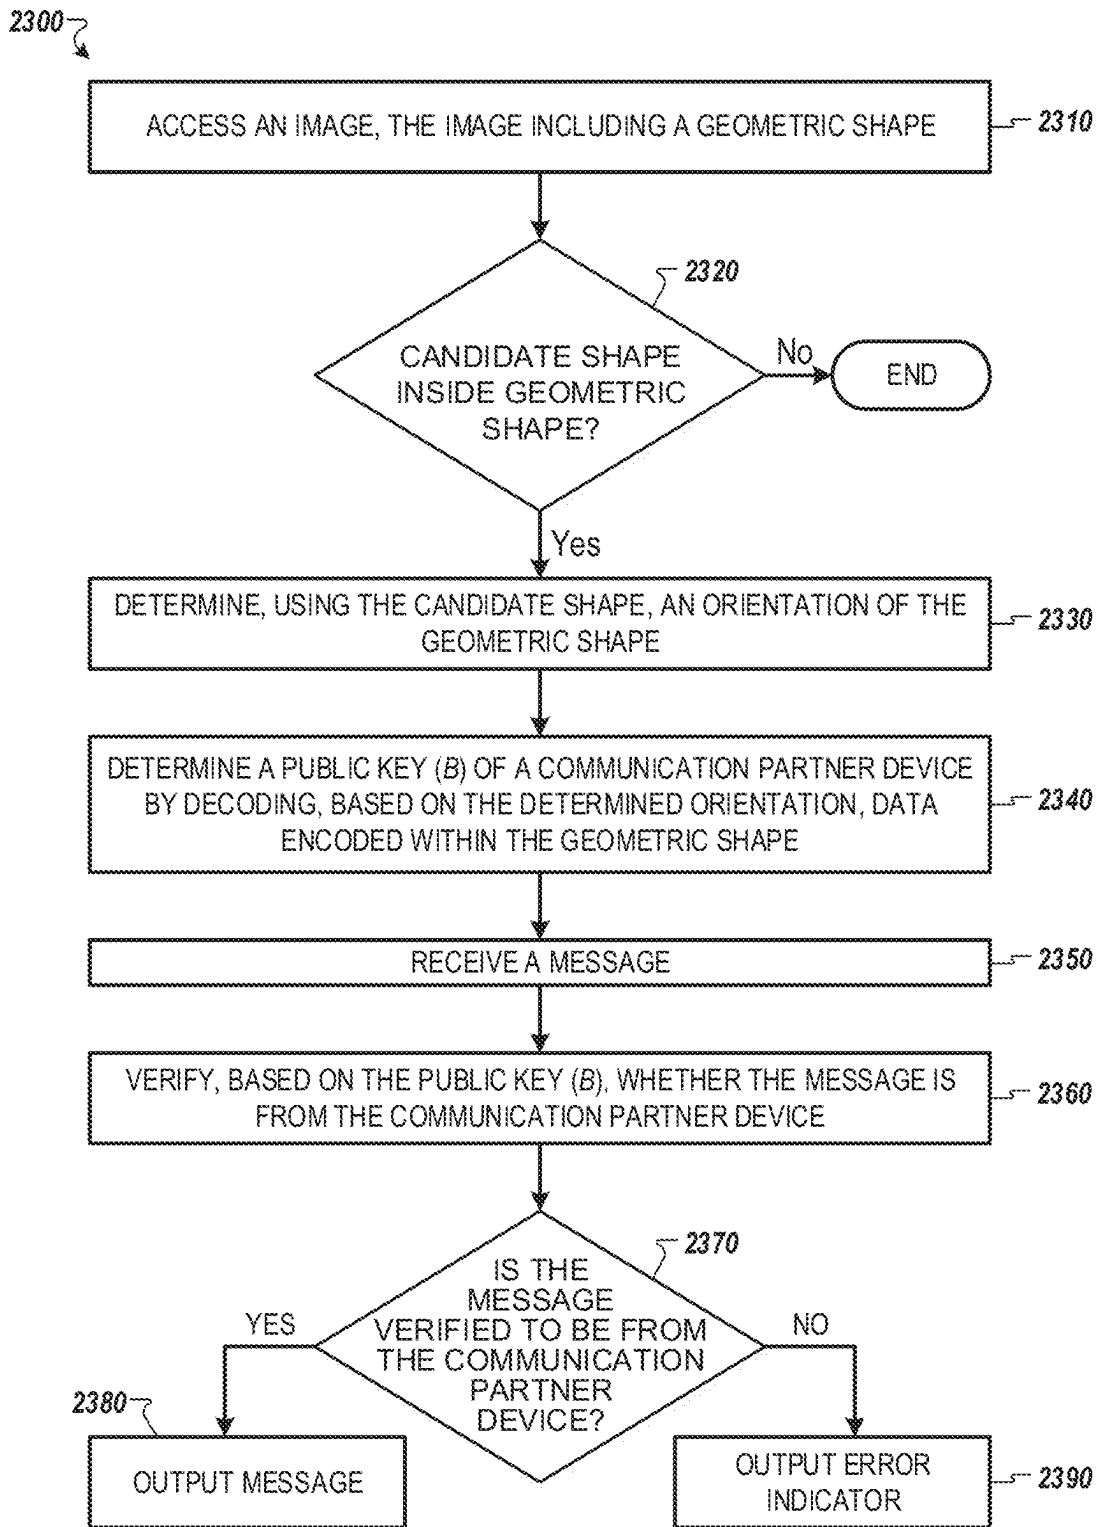 2300
ACCESS AN IMAGE, THE IMAGE INCLUDING A GEOMETRIC SHAPE
2310
2320
CANDIDATE SHAPE
INSIDE GEOMETRIC
SHAPE?
No
END
Yes
DETERMINE, USING THE CANDIDATE SHAPE, AN ORIENTATION OF THE
GEOMETRIC SHAPE
2330
DETERMINE A PUBLIC KEY (B) OF A COMMUNICATION PARTNER DEVICE
BY DECODING, BASED ON THE DETERMINED ORIENTATION, DATA
ENCODED WITHIN THE GEOMETRIC SHAPE
2340
RECEIVE A MESSAGE
2350
VERIFY, BASED ON THE PUBLIC KEY (B), WHETHER THE MESSAGE IS
FROM THE COMMUNICATION PARTNER DEVICE
2360
2370
IS THE
MESSAGE
VERIFIED TO BE FROM
THE COMMUNICATION
PARTNER
DEVICE?
YES
NO
2380
OUTPUT MESSAGE
OUTPUT ERROR
INDICATOR
2390